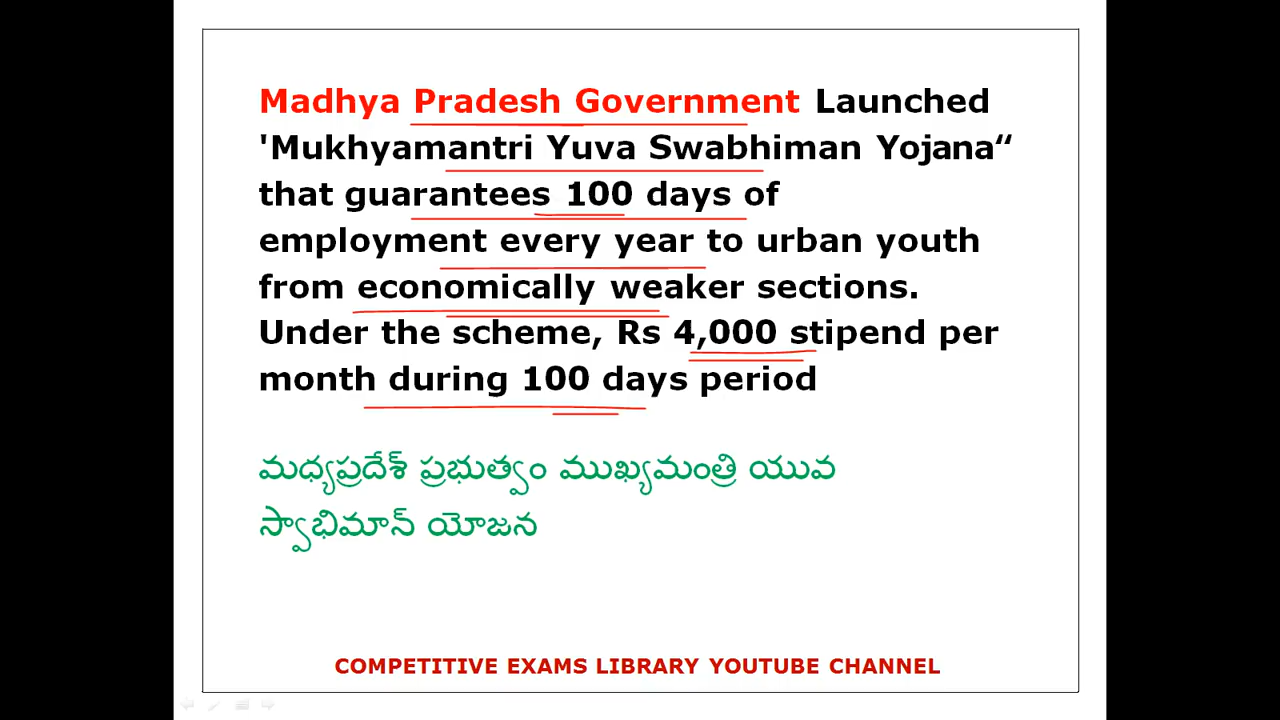 Madhya Pradesh Government Launched
'Mukhyamantri Yuva Swabhiman Yojana“
that guarantees 100 days of
employment every year to urban youth
from economically weaker sections.
Under the scheme, Rs 4,000 stipend per
month during 100 days period
మధ్యప్రదేశ్ ప్రభుత్వం ముఖ్యమంత్రి యువ
స్వాభిమాన్ యోజన
COMPETITIVE EXAMS LIBRARY YOUTUBE CHANNEL